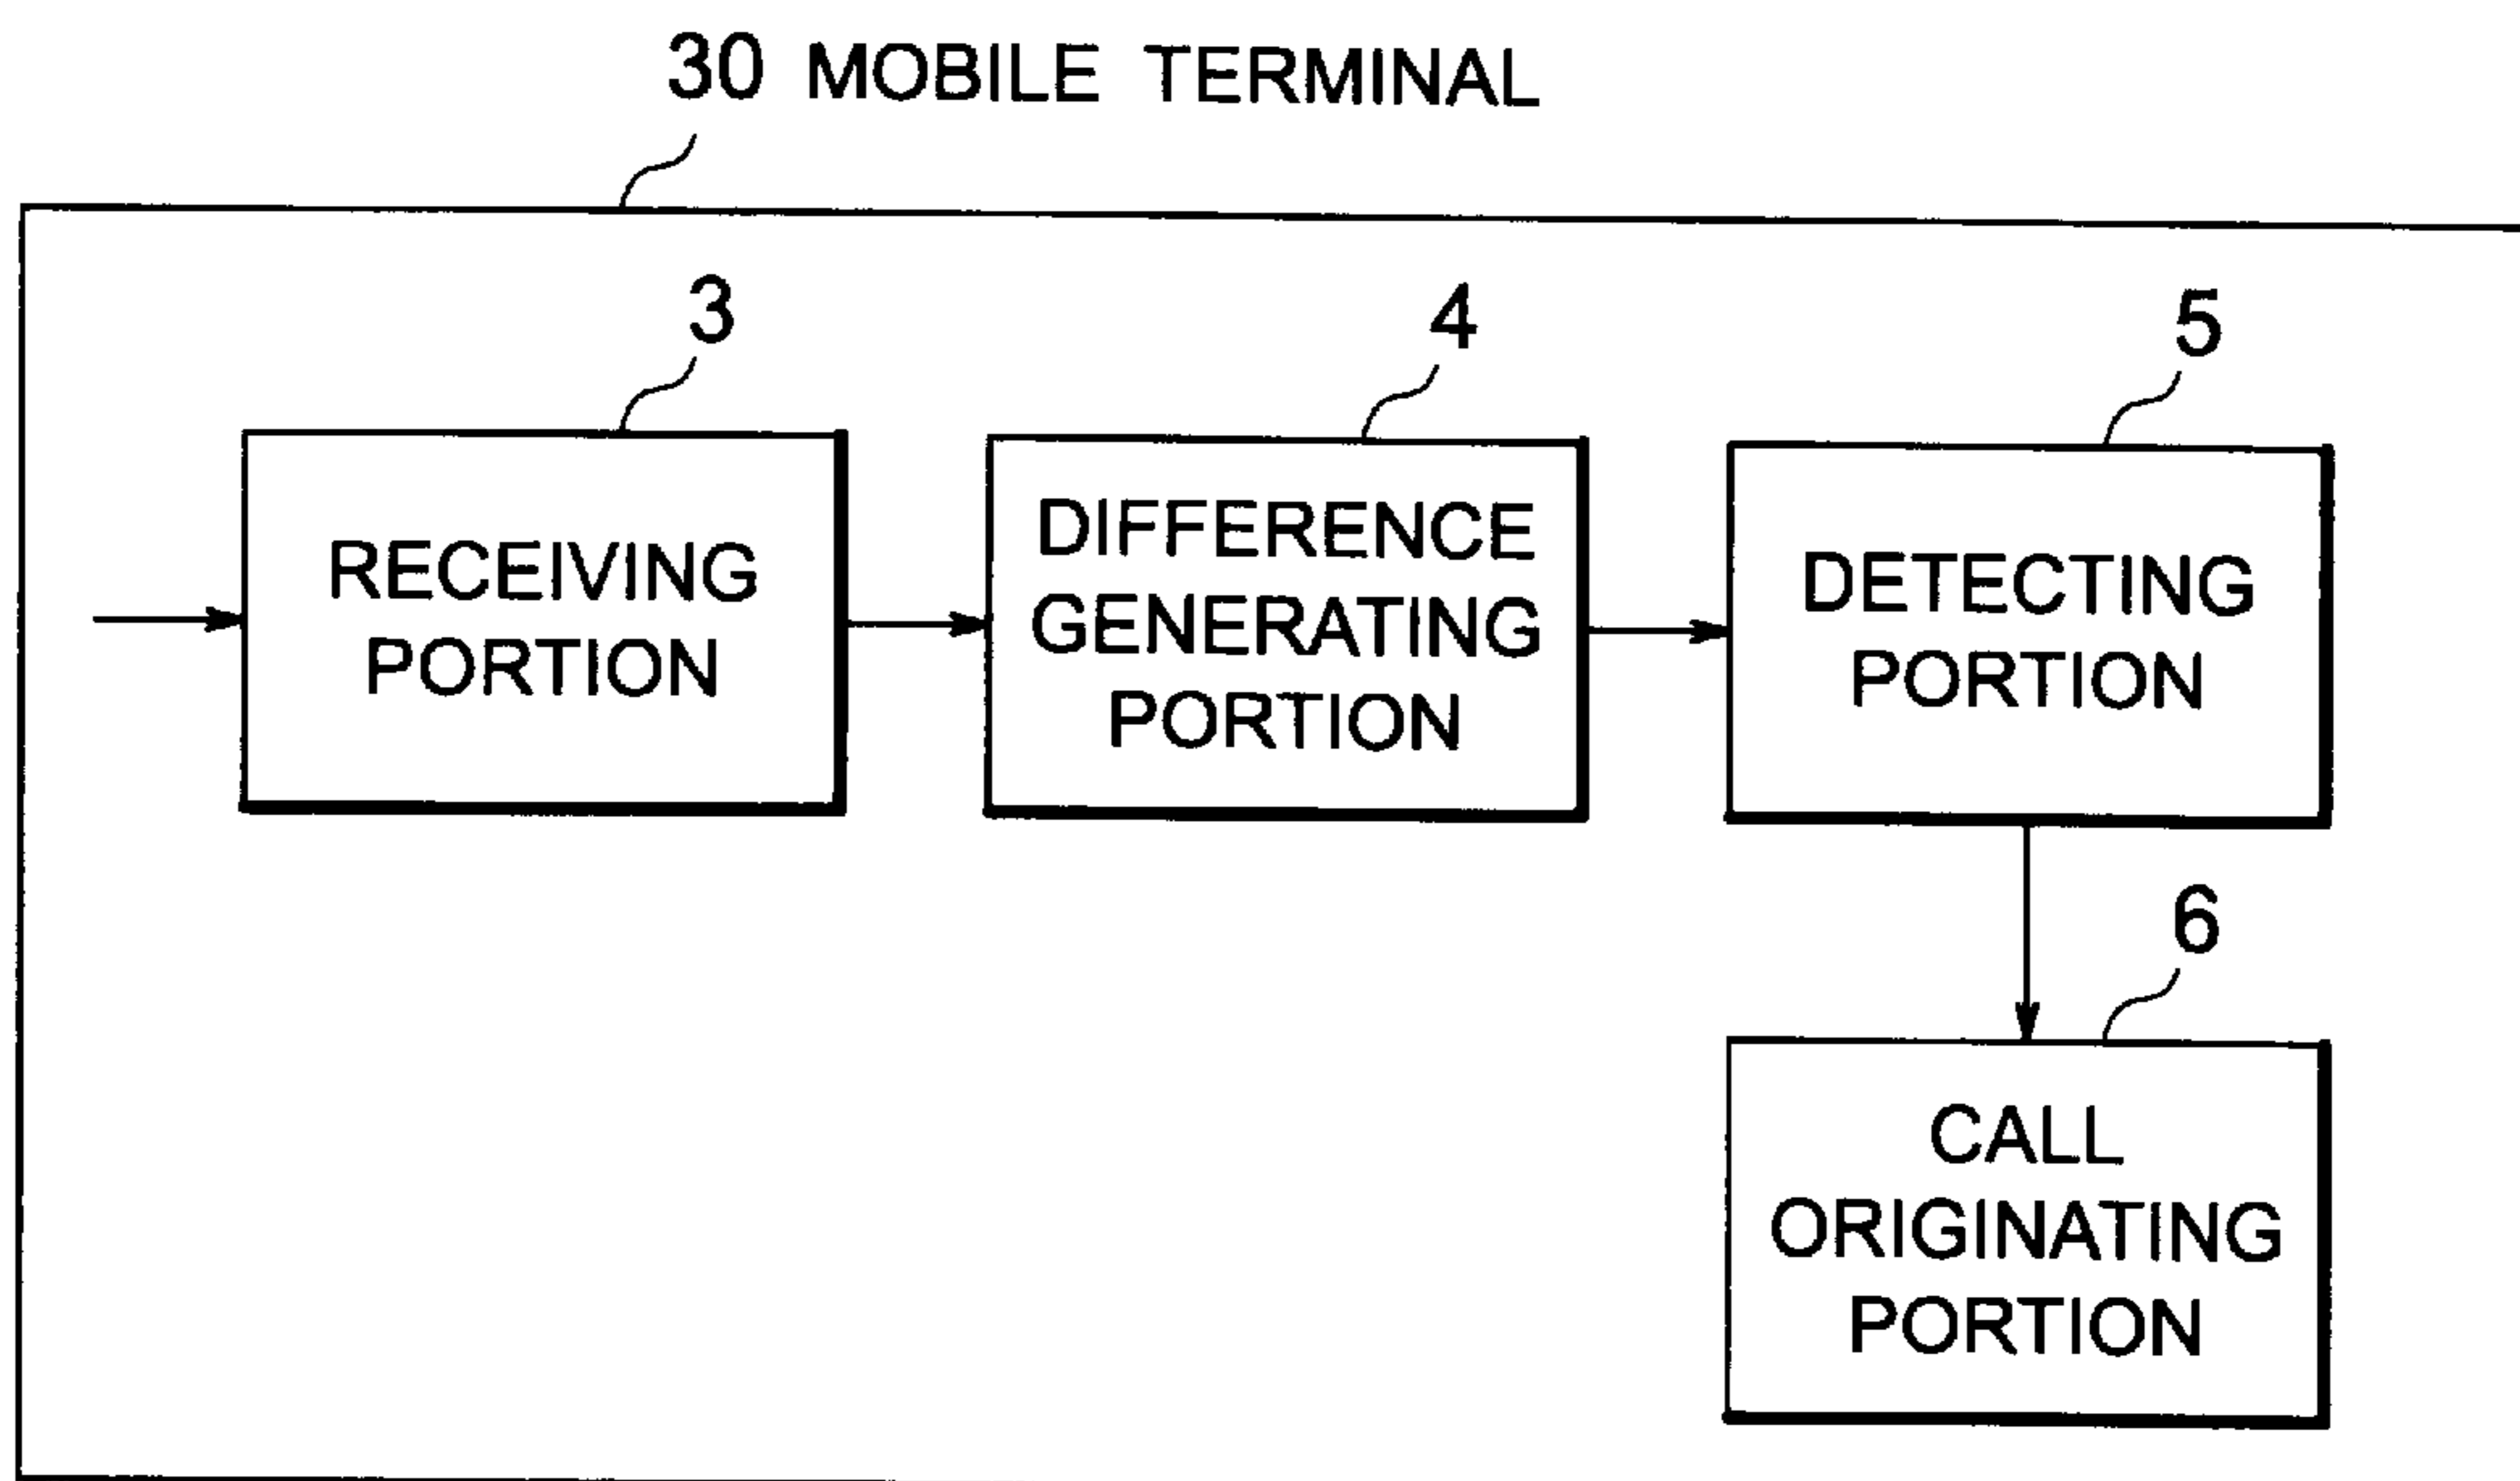 30 MOBILE TERMINAL
3
RECEIVING
PORTION
4
DIFFERENCE
GENERATING
PORTION
5
DETECTING
PORTION
6
CALL
ORIGINATING
PORTION